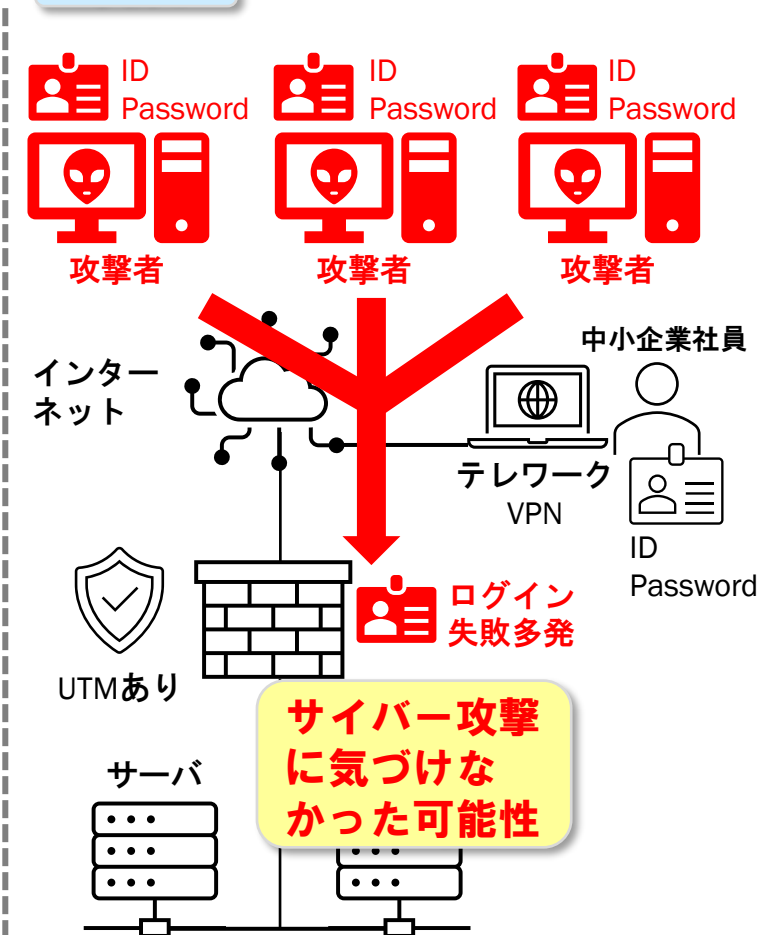 ID
Password
ID
Password
ID
Password
攻撃者
攻撃者
攻撃者
中小企業社員
インター
ネット
テレワーク
VPN
ID
Password
ログイン
失敗多発
UTMあり
サイバー攻撃
に気づけな
かった可能性
サーバ